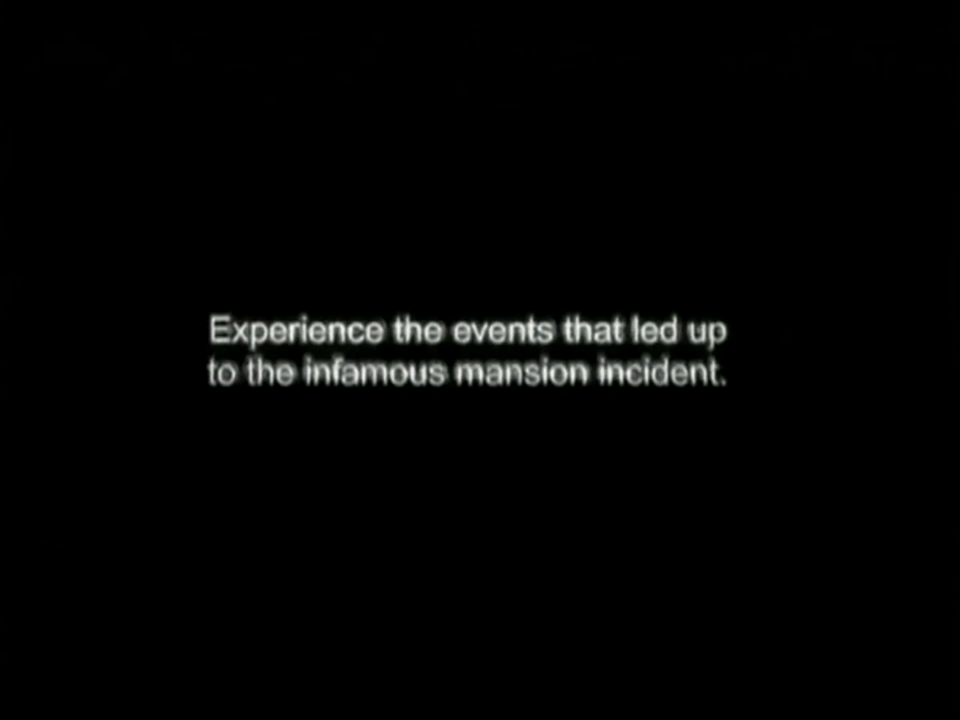 Experience the events that led up
to the infamous mansion incident.